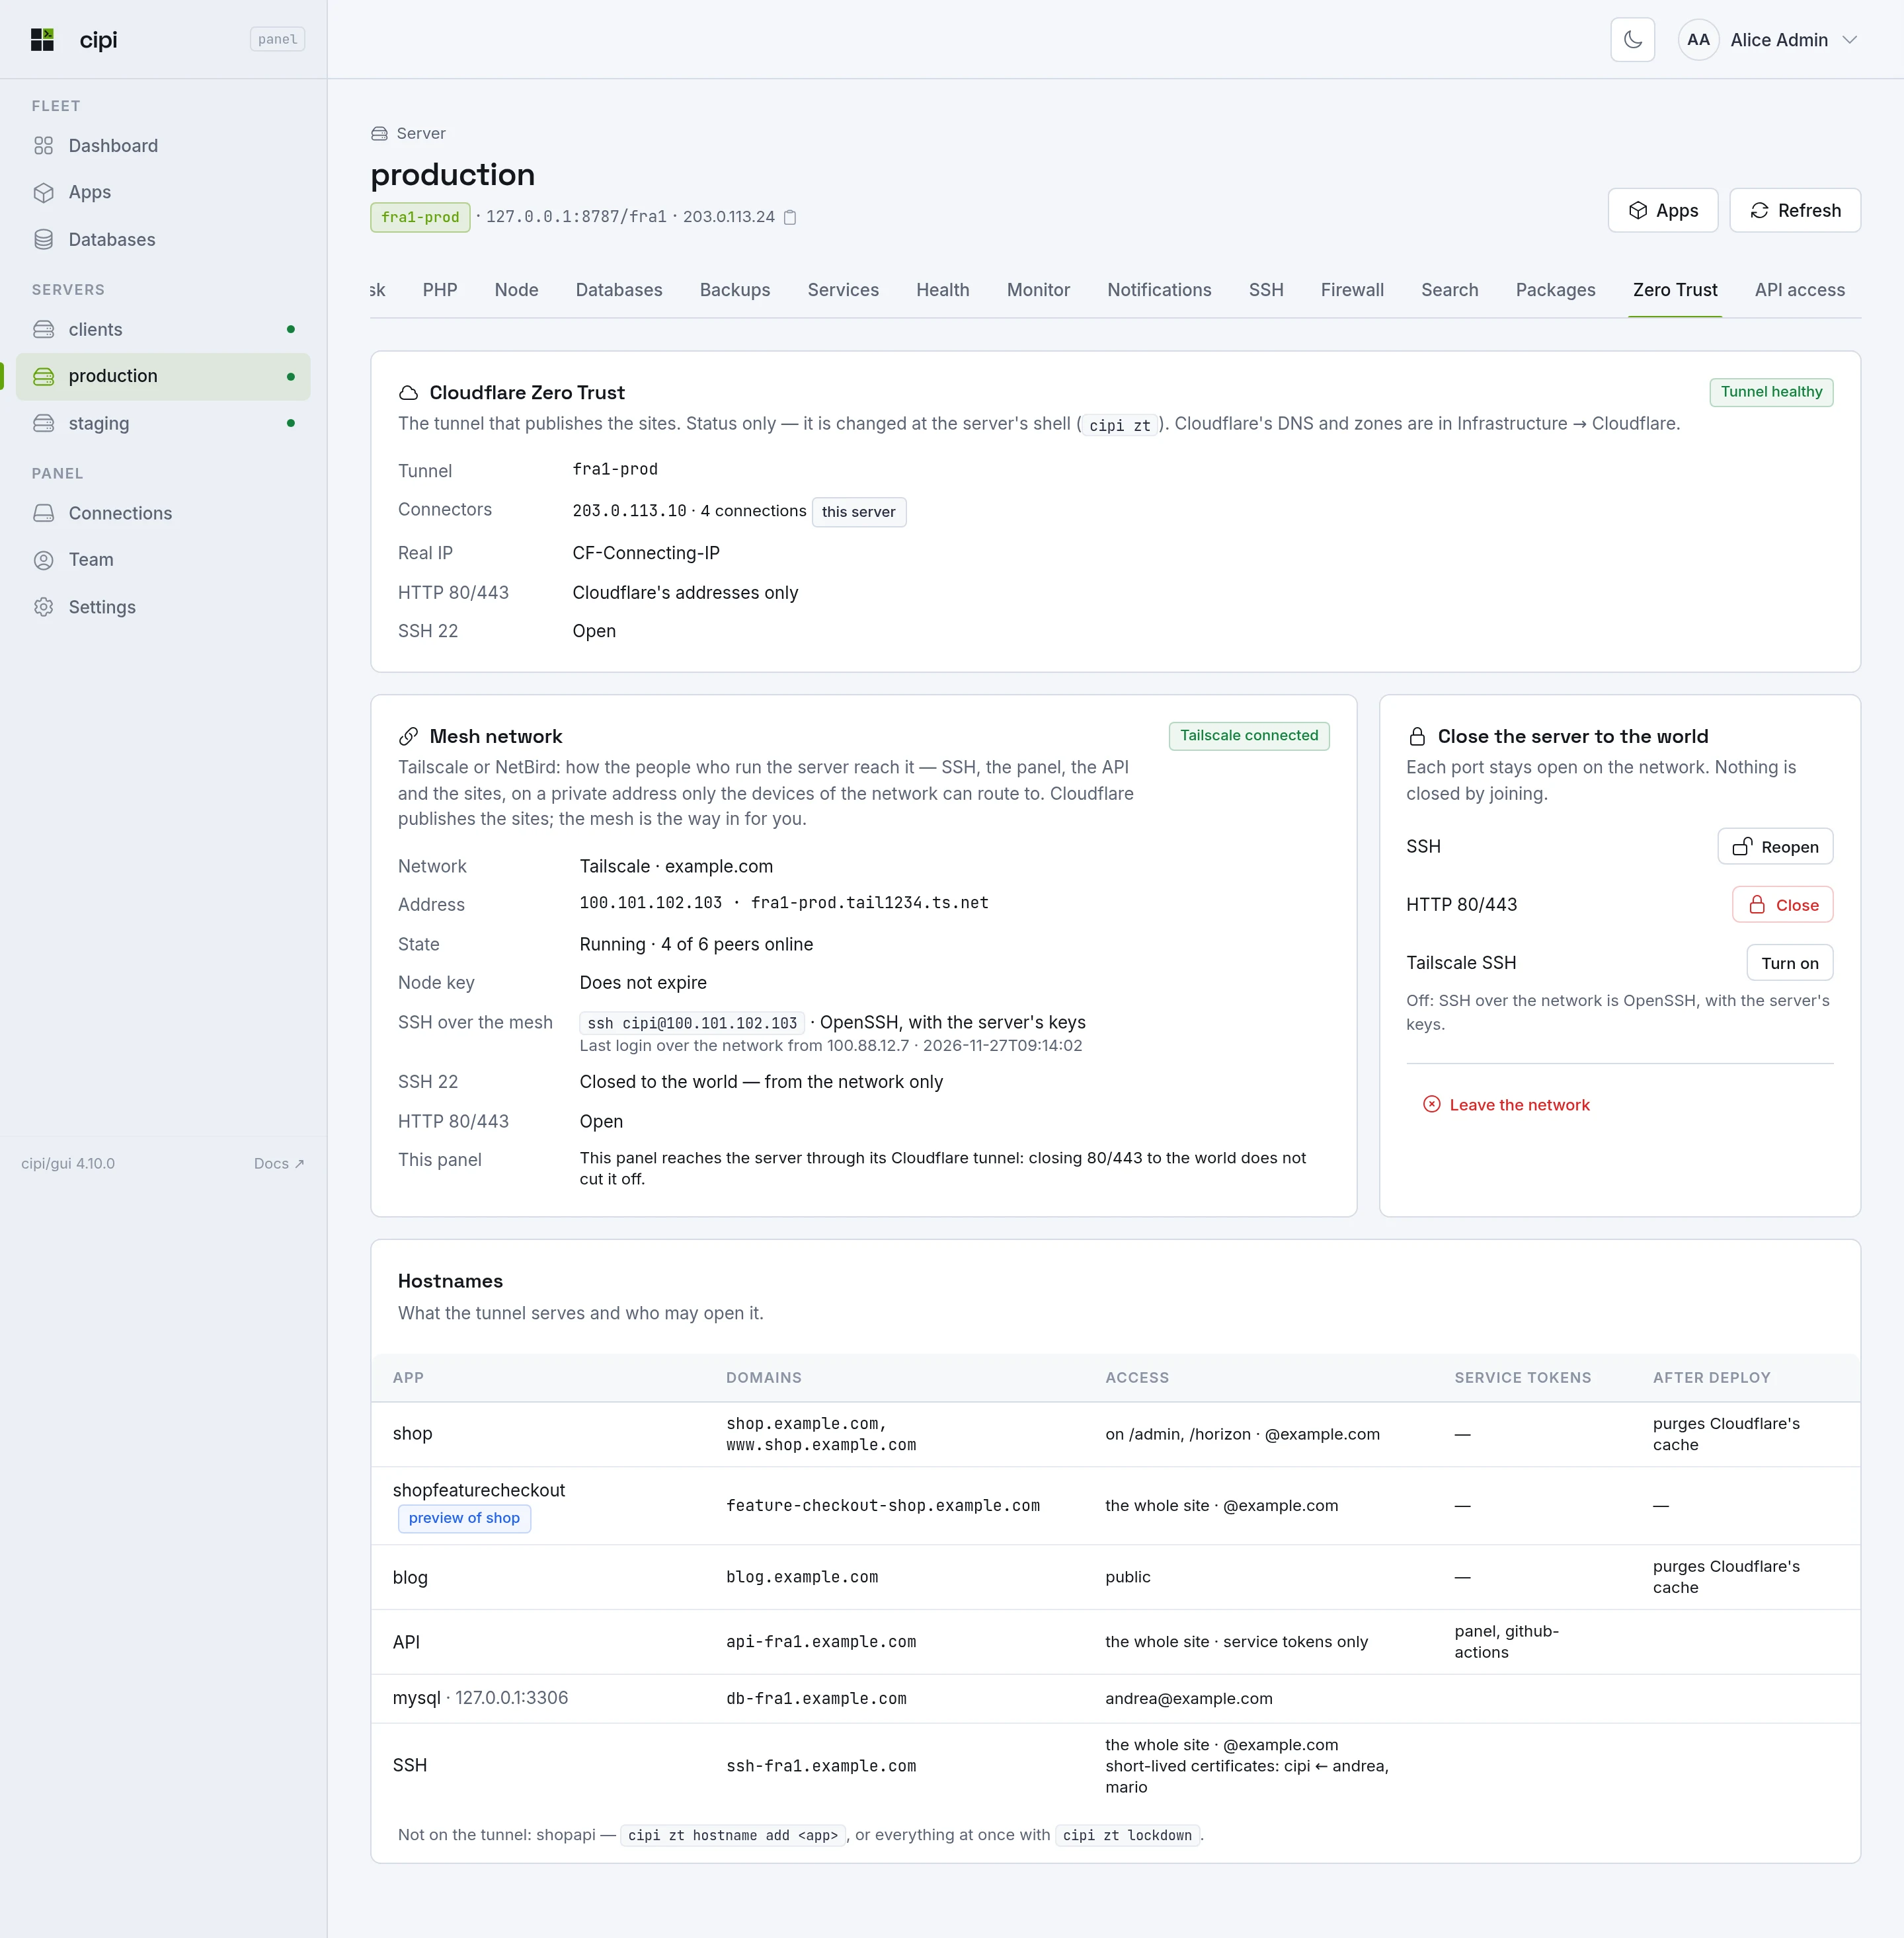 cipi
panel
AA
Alice Admin
FLEET
Dashboard
Apps
Databases
SERVERS
clients
production
staging
PANEL
Connections
Team
Settings
cipi/gui 4.10.0
Docs ↗
Server
production
fra1-prod · 127.0.0.1:8787/fra1 · 203.0.113.24
Apps
Refresh
sk PHP Node Databases Backups Services Health Monitor Notifications SSH Firewall Search Packages Zero Trust API access
Cloudflare Zero Trust
Tunnel healthy
The tunnel that publishes the sites. Status only — it is changed at the server's shell (cipi zt). Cloudflare's DNS and zones are in Infrastructure → Cloudflare.
Tunnel fra1-prod
Connectors 203.0.113.10 · 4 connections this server
Real IP CF-Connecting-IP
HTTP 80/443 Cloudflare's addresses only
SSH 22 Open
Mesh network
Tailscale connected
Tailscale or NetBird: how the people who run the server reach it — SSH, the panel, the API
and the sites, on a private address only the devices of the network can route to. Cloudflare
publishes the sites; the mesh is the way in for you.
Network Tailscale · example.com
Address 100.101.102.103 · fra1-prod.tail1234.ts.net
State Running · 4 of 6 peers online
Node key Does not expire
SSH over the mesh ssh cipi@100.101.102.103 · OpenSSH, with the server's keys
Last login over the network from 100.88.12.7 · 2026-11-27T09:14:02
SSH 22 Closed to the world — from the network only
HTTP 80/443 Open
This panel This panel reaches the server through its Cloudflare tunnel: closing 80/443 to the world does not
cut it off.
Close the server to the world
Each port stays open on the network. Nothing is
closed by joining.
SSH Reopen
HTTP 80/443 Close
Tailscale SSH Turn on
Off: SSH over the network is OpenSSH, with the server's
keys.
Leave the network
Hostnames
What the tunnel serves and who may open it.
APP DOMAINS ACCESS SERVICE TOKENS AFTER DEPLOY
shop shop.example.com, www.shop.example.com on /admin, /horizon · @example.com — purges Cloudflare's cache
shopfeaturecheckout preview of shop feature-checkout-shop.example.com the whole site · @example.com — —
blog blog.example.com public — purges Cloudflare's cache
API api-fra1.example.com the whole site · service tokens only panel, github-actions
mysql · 127.0.0.1:3306 db-fra1.example.com andrea@example.com
SSH ssh-fra1.example.com the whole site · @example.com
short-lived certificates: cipi ← andrea,
mario
Not on the tunnel: shopapi — cipi zt hostname add <app>, or everything at once with cipi zt lockdown.